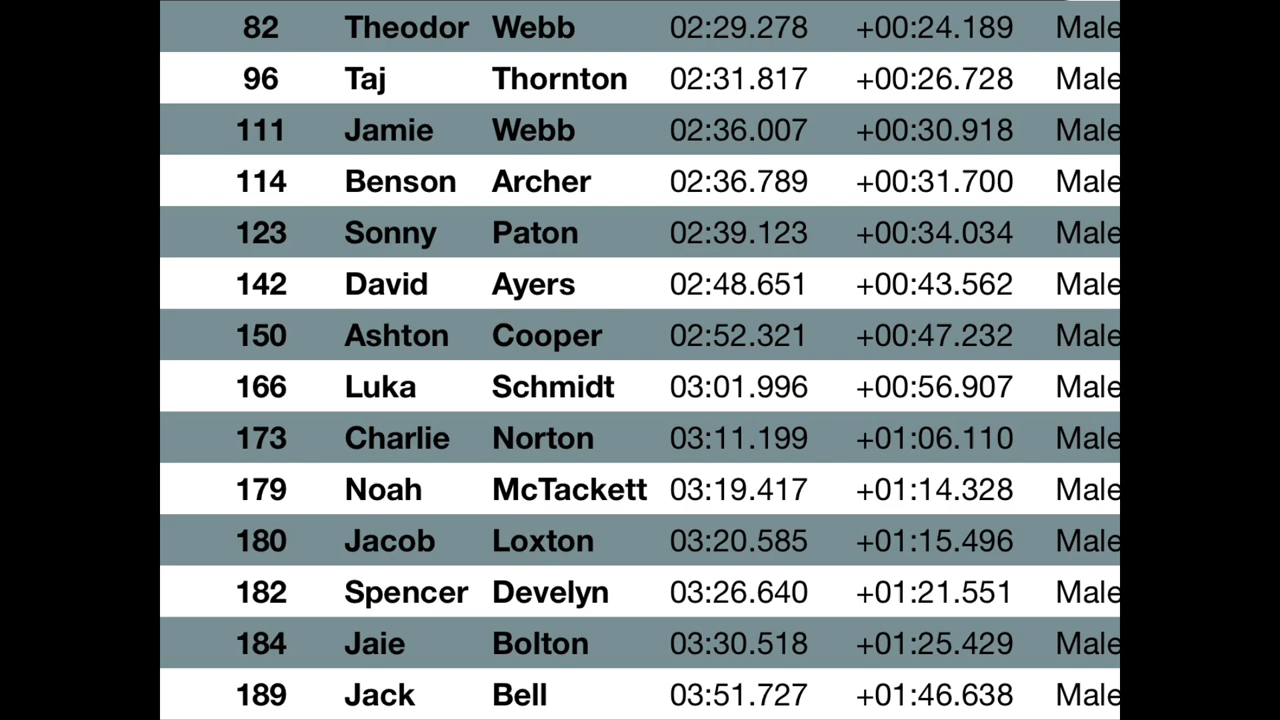 82 Theodor Webb 02:29.278 +00:24.189 Male
96 Taj Thornton 02:31.817 +00:26.728 Male
111 Jamie Webb 02:36.007 +00:30.918 Male
114 Benson Archer 02:36.789 +00:31.700 Male
123 Sonny Paton 02:39.123 +00:34.034 Male
142 David Ayers 02:48.651 +00:43.562 Male
150 Ashton Cooper 02:52.321 +00:47.232 Male
166 Luka Schmidt 03:01.996 +00:56.907 Male
173 Charlie Norton 03:11.199 +01:06.110 Male
179 Noah McTackett 03:19.417 +01:14.328 Male
180 Jacob Loxton 03:20.585 +01:15.496 Male
182 Spencer Develyn 03:26.640 +01:21.551 Male
184 Jaie Bolton 03:30.518 +01:25.429 Male
189 Jack Bell 03:51.727 +01:46.638 Male